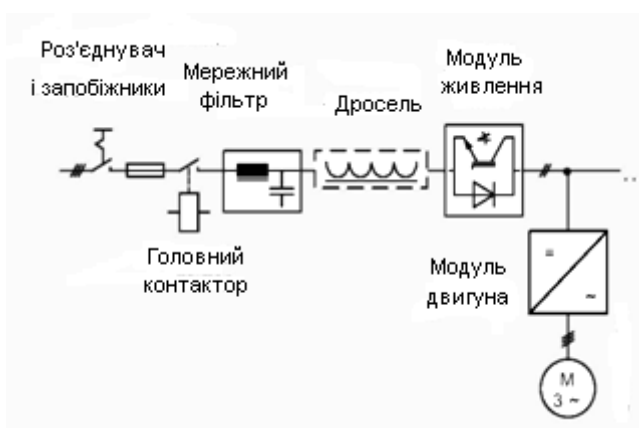 Роз'єднувач
і запобіжники
Мережний
фільтр
Дросель
Модуль
живлення
Головний
контактор
Модуль
двигуна
=
~
M
3 ~